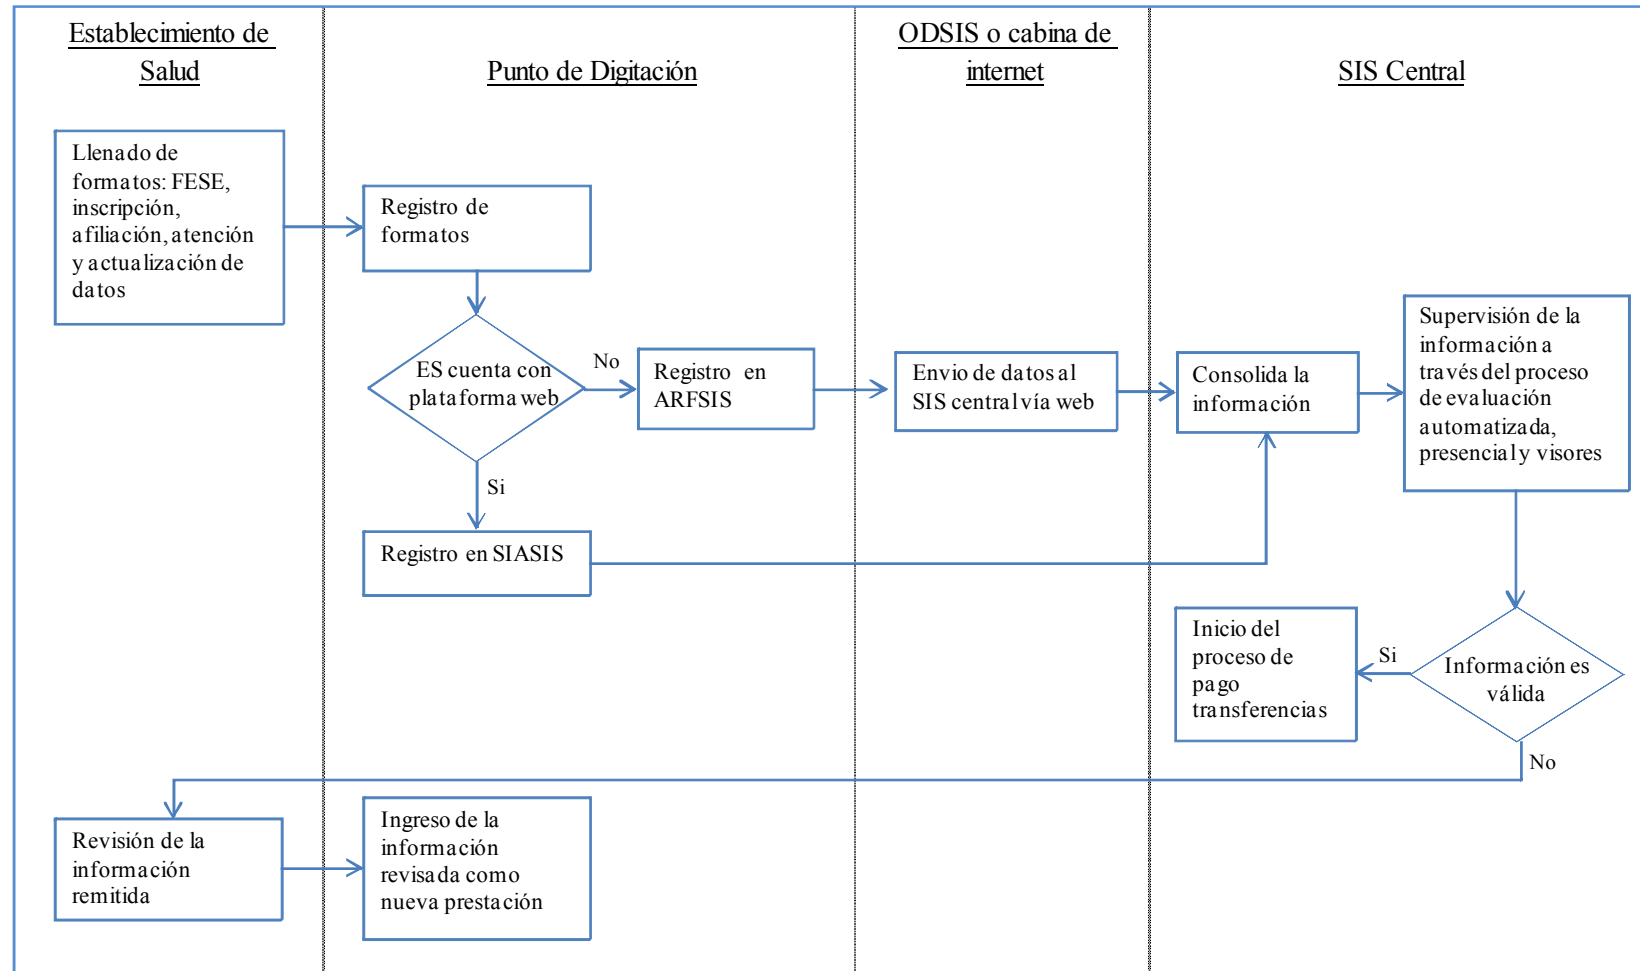 Establecimiento de
Salud
Punto de Digitación
ODSIS o cabina de
internet
SIS Central
Llenado de
formatos: FESE,
inscripción,
afiliación, atención
y actualización de
datos
Registro de
formatos
ES cuenta con
plataforma web
No
Registro en
ARFSIS
Envio de datos al
SIS central vía web
Consolida la
información
Supervisión de la
información a
través del proceso
de evaluación
automatizada,
presencial y visores
Si
Registro en SIASIS
Inicio del
proceso de
pago
transferencias
Si
Información es
válida
No
Revisión de la
información
remitida
Ingreso de la
información
revisada como
nueva prestación